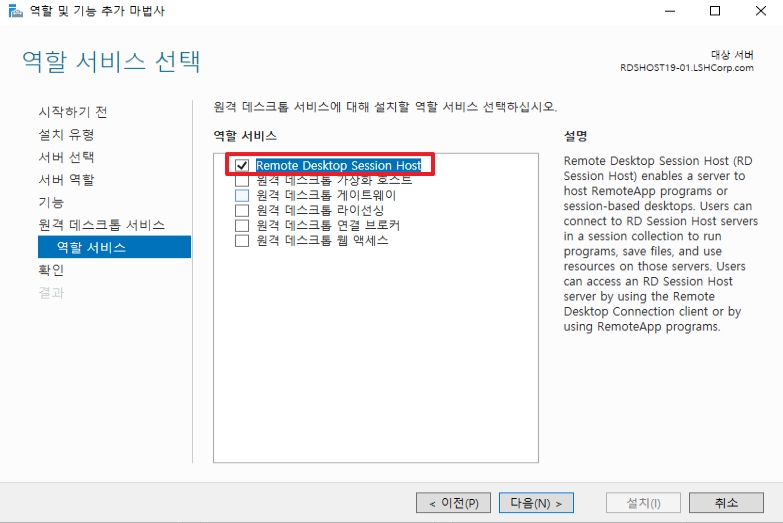 역할 및 기능 추가 마법사
역할 서비스 선택
대상 서버
RDSHOST19-01.LSHCorp.com
시작하기 전
설치 유형
서버 선택
서버 역할
기능
원격 데스크톱 서비스
역할 서비스
확인
결과
원격 데스크톱 서비스에 대해 설치할 역할 서비스 선택하십시오.
역할 서비스
Remote Desktop Session Host
원격 데스크톱 가상화 호스트
원격 데스크톱 게이트웨이
원격 데스크톱 라이선싱
원격 데스크톱 연결 브로커
원격 데스크톱 웹 액세스
설명
Remote Desktop Session Host (RD
Session Host) enables a server to
host RemoteApp programs or
session-based desktops. Users can
connect to RD Session Host servers
in a session collection to run
programs, save files, and use
resources on those servers. Users
can access an RD Session Host
server by using the Remote
Desktop Connection client or by
using RemoteApp programs.
< 이전(P)
다음(N) >
설치(I)
취소